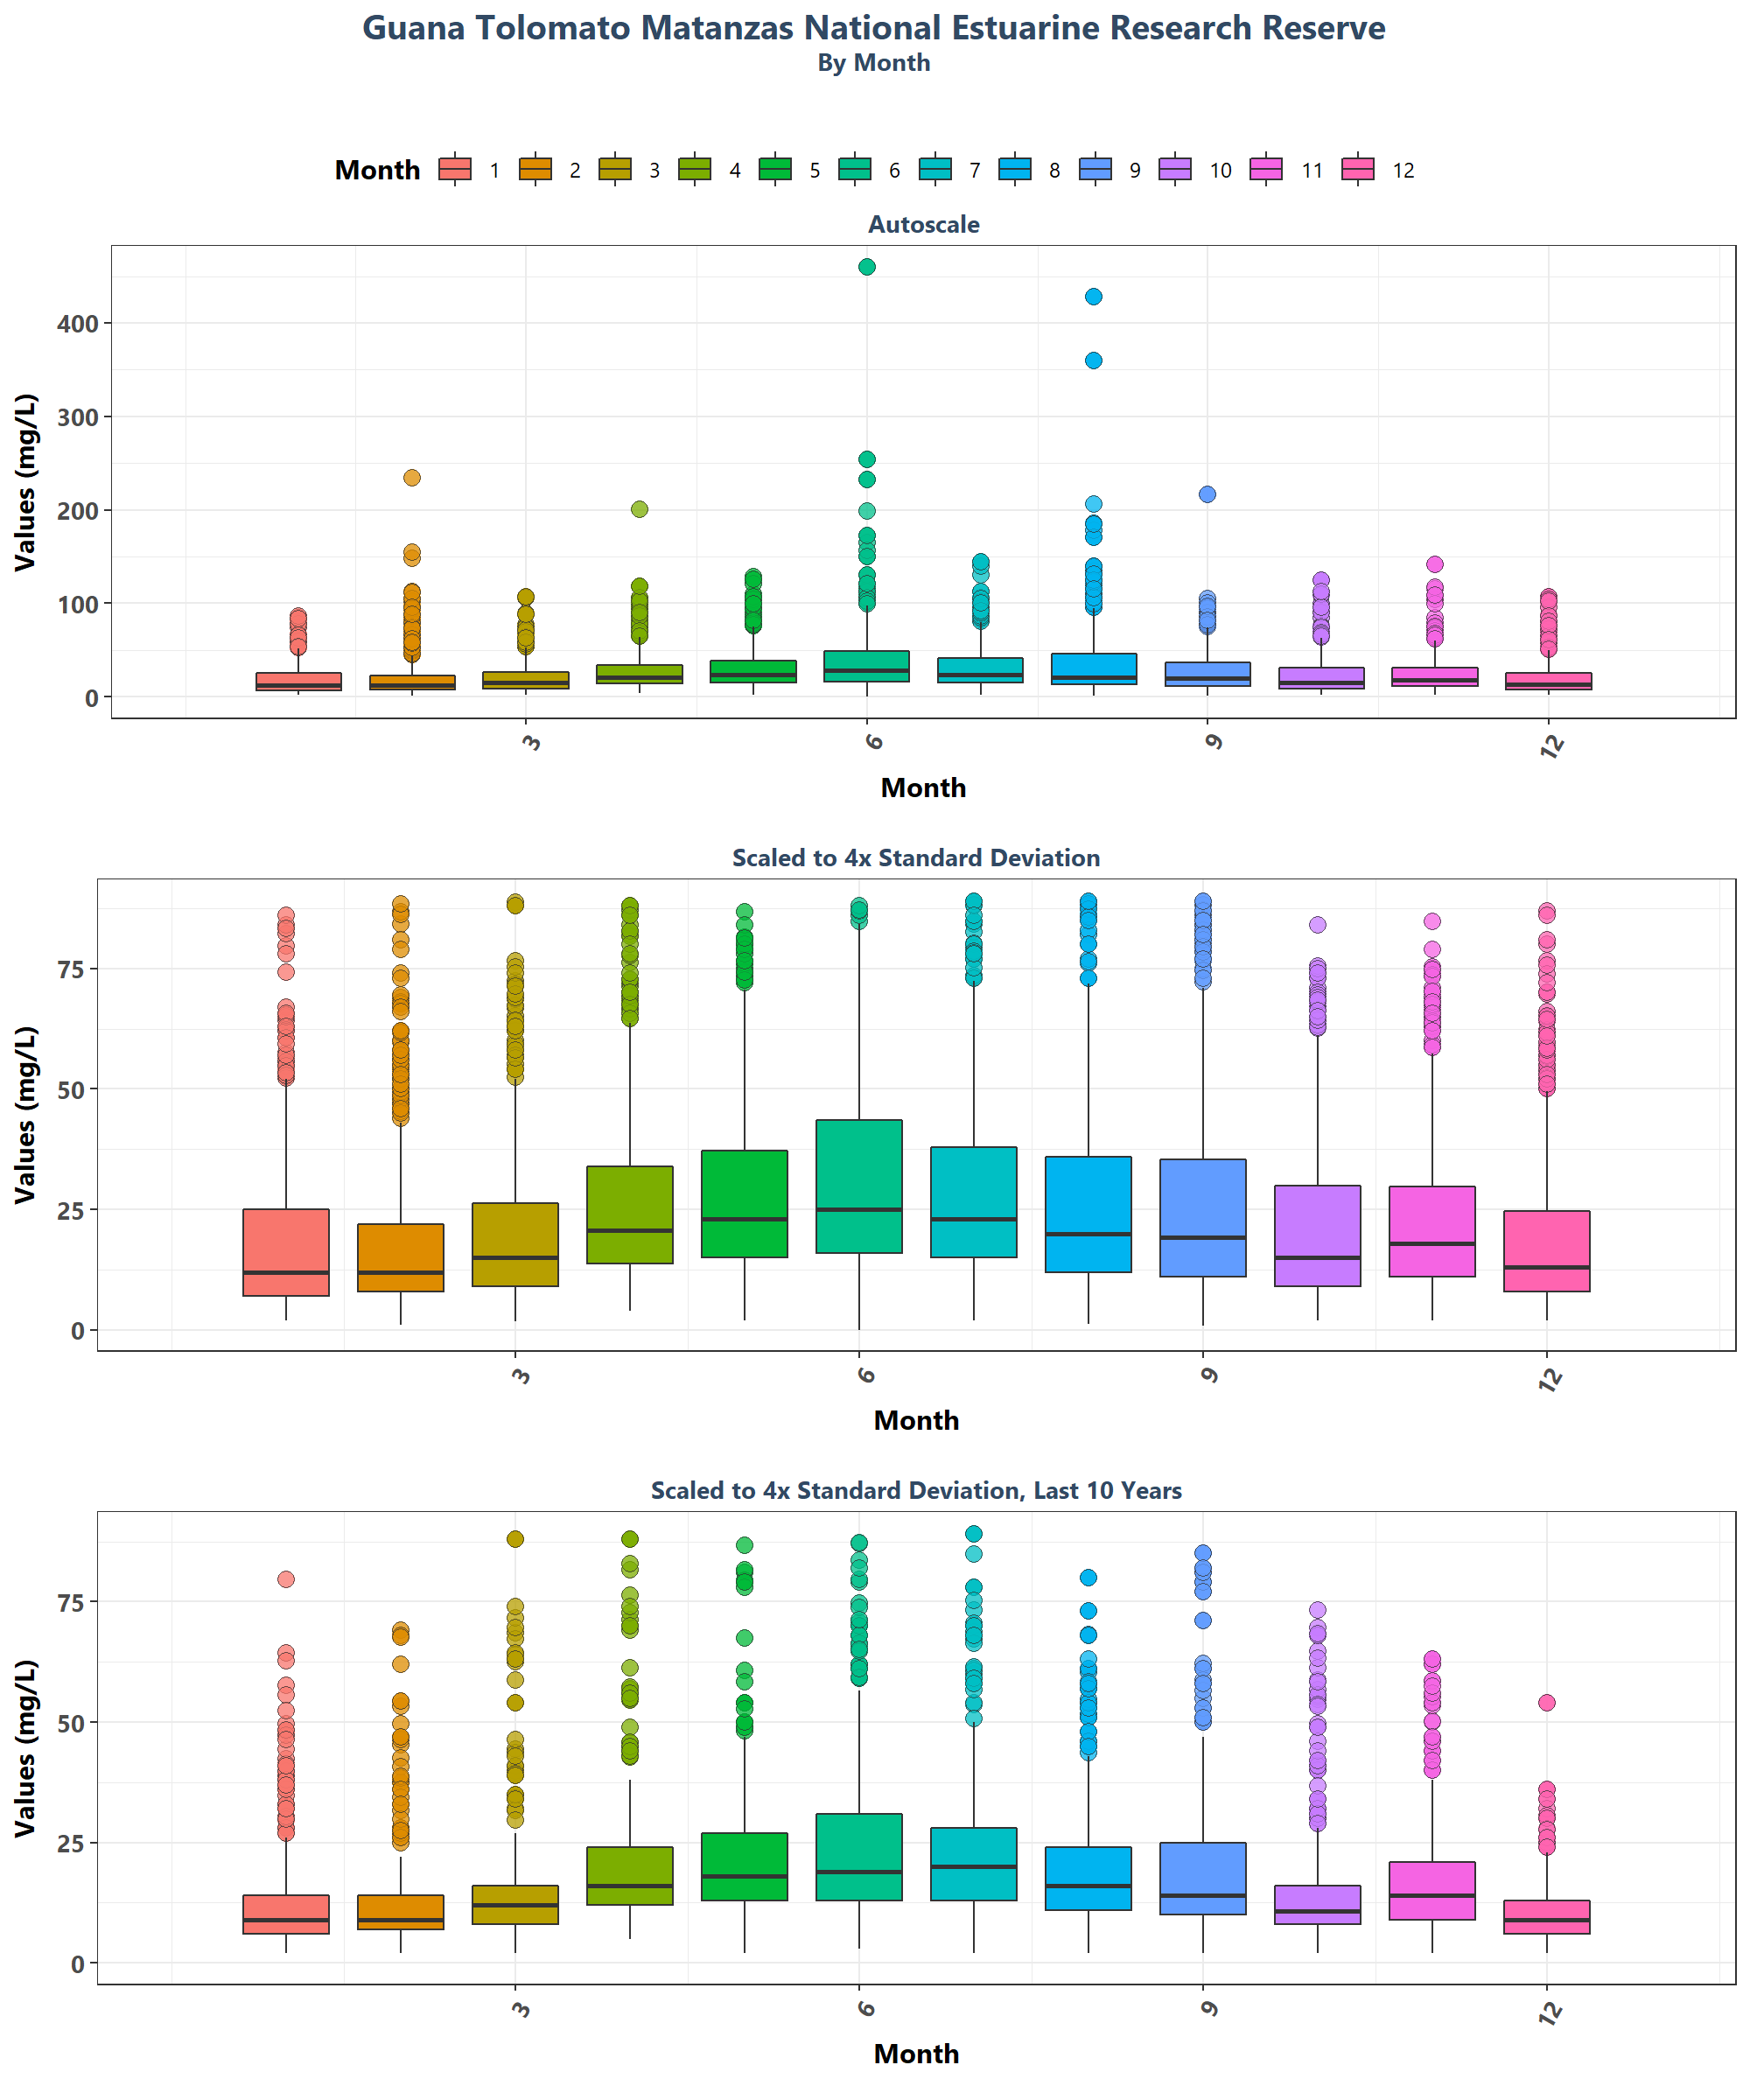 Guana Tolomato Matanzas National Estuarine Research Reserve
By Month
Month 1 2 3 4 5 6 7 8 9 10 11 12
Autoscale
Values (mg/L)
400
300
200
100
0
3 6 9 12
Month
Scaled to 4x Standard Deviation
Values (mg/L)
75
50
25
0
3 6 9 12
Month
Scaled to 4x Standard Deviation, Last 10 Years
Values (mg/L)
75
50
25
0
3 6 9 12
Month